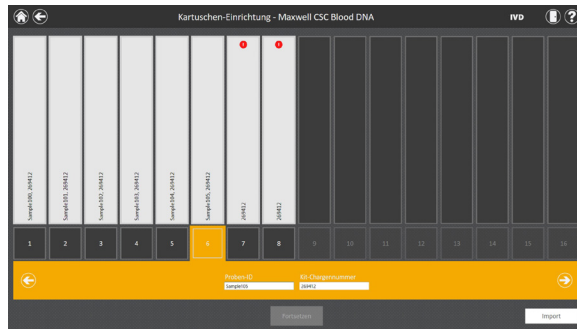 Kartuschen-Einrichtung - Maxwell CSC Blood DNA
IVD
?
Sample100, 269412
Sample101, 269412
Sample102, 269412
Sample103, 269412
Sample104, 269412
Sample105, 269412
269412
269412
1 2 3 4 5 6 7 8 9 10 11 12 13 14 15 16
Proben-ID Kit-Chargennummer
Sample105 269412
Fortsetzen
Import